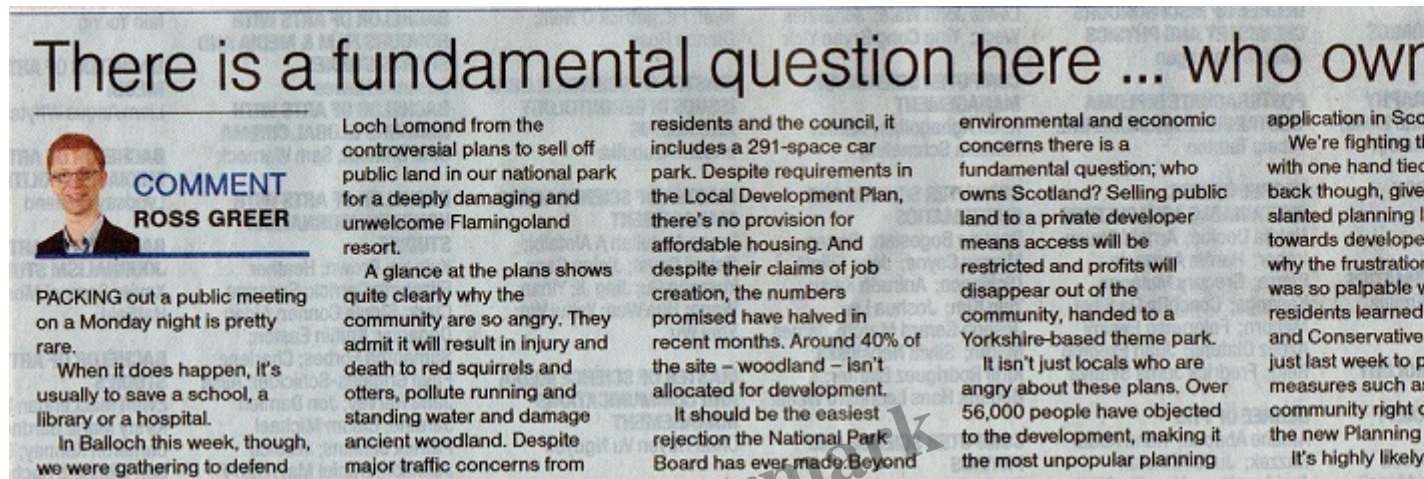 There is a fundamental question here ... who own
COMMENT
ROSS GREER
PACKING out a public meeting
on a Monday night is pretty
rare.
When it does happen, it's
usually to save a school, a
library or a hospital.
In Balloch this week, though,
we were gathering to defend
Loch Lomond from the
controversial plans to sell off
public land in our national park
for a deeply damaging and
unwelcome Flamingoland
resort.
A glance at the plans shows
quite clearly why the
community are so angry. They
admit it will result in injury and
death to red squirrels and
otters, pollute running and
standing water and damage
ancient woodland. Despite
major traffic concerns from
residents and the council, it
includes a 291-space car
park. Despite requirements in
the Local Development Plan,
there's no provision for
affordable housing. And
despite their claims of job
creation, the numbers
promised have halved in
recent months. Around 40% of
the site – woodland – isn't
allocated for development.
It should be the easiest
rejection the National Park
Board has ever made.Beyond
environmental and economic
concerns there is a
fundamental question; who
owns Scotland? Selling public
land to a private developer
means access will be
restricted and profits will
disappear out of the
community, handed to a
Yorkshire-based theme park.
It isn't just locals who are
angry about these plans. Over
56,000 people have objected
to the development, making it
the most unpopular planning
application in Sco
We're fighting t
with one hand tie
back though, give
slanted planning l
towards develope
why the frustration
was so palpable w
residents learned
and Conservative
just last week to p
measures such as
community right o
the new Planning
It's highly likely